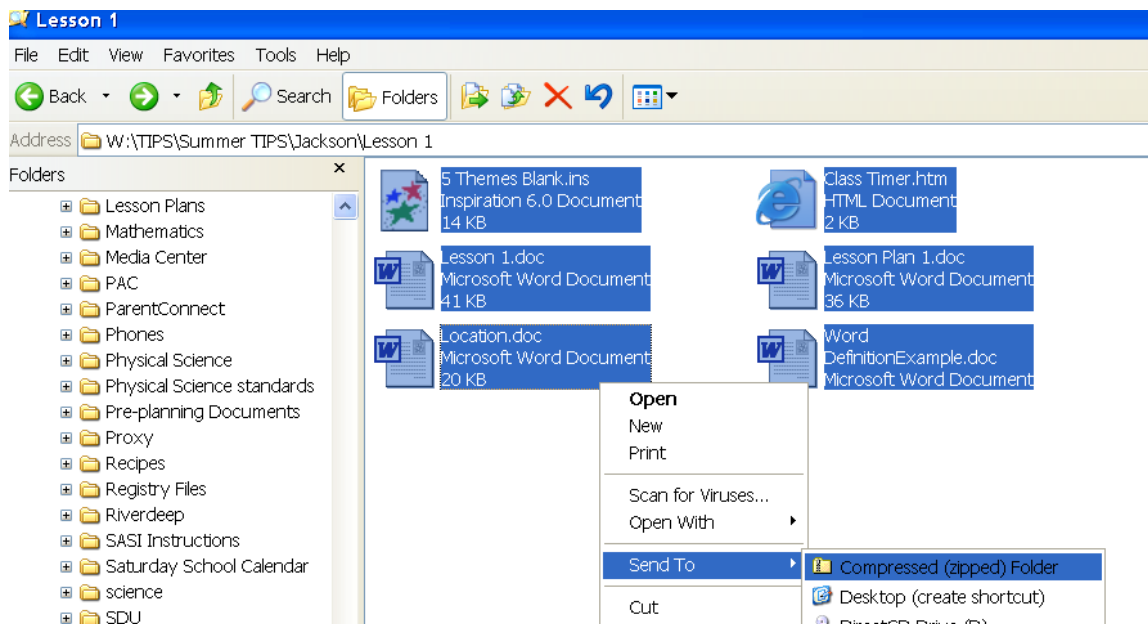 Lesson 1
File Edit View Favorites Tools Help
Back Search Folders
Address W:\TIPS\Summer TIPS\Jackson\Lesson 1
Folders x
Lesson Plans
Mathematics
Media Center
PAC
ParentConnect
Phones
Physical Science
Physical Science standards
Pre-planning Documents
Proxy
Recipes
Registry Files
Riverdeep
SASI Instructions
Saturday School Calendar
science
SDU
5 Themes Blank.ins
Inspiration 6.0 Document
14 KB
Class Timer.htm
HTML Document
2 KB
Lesson 1.doc
Microsoft Word Document
41 KB
Lesson Plan 1.doc
Microsoft Word Document
36 KB
Location.doc
Microsoft Word Document
20 KB
Word
DefinitionExample.doc
Microsoft Word Document
Open
New
Print
Scan for Viruses...
Open With
Send To
Cut
Compressed (zipped) Folder
Desktop (create shortcut)
DirectCD Drive (D)